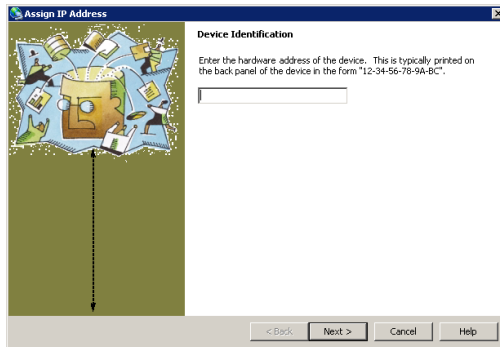 Assign IP Address
Device Identification
Enter the hardware address of the device. This is typically printed on
the back panel of the device in the form "12-34-56-78-9A-BC".
< Back
Next >
Cancel
Help